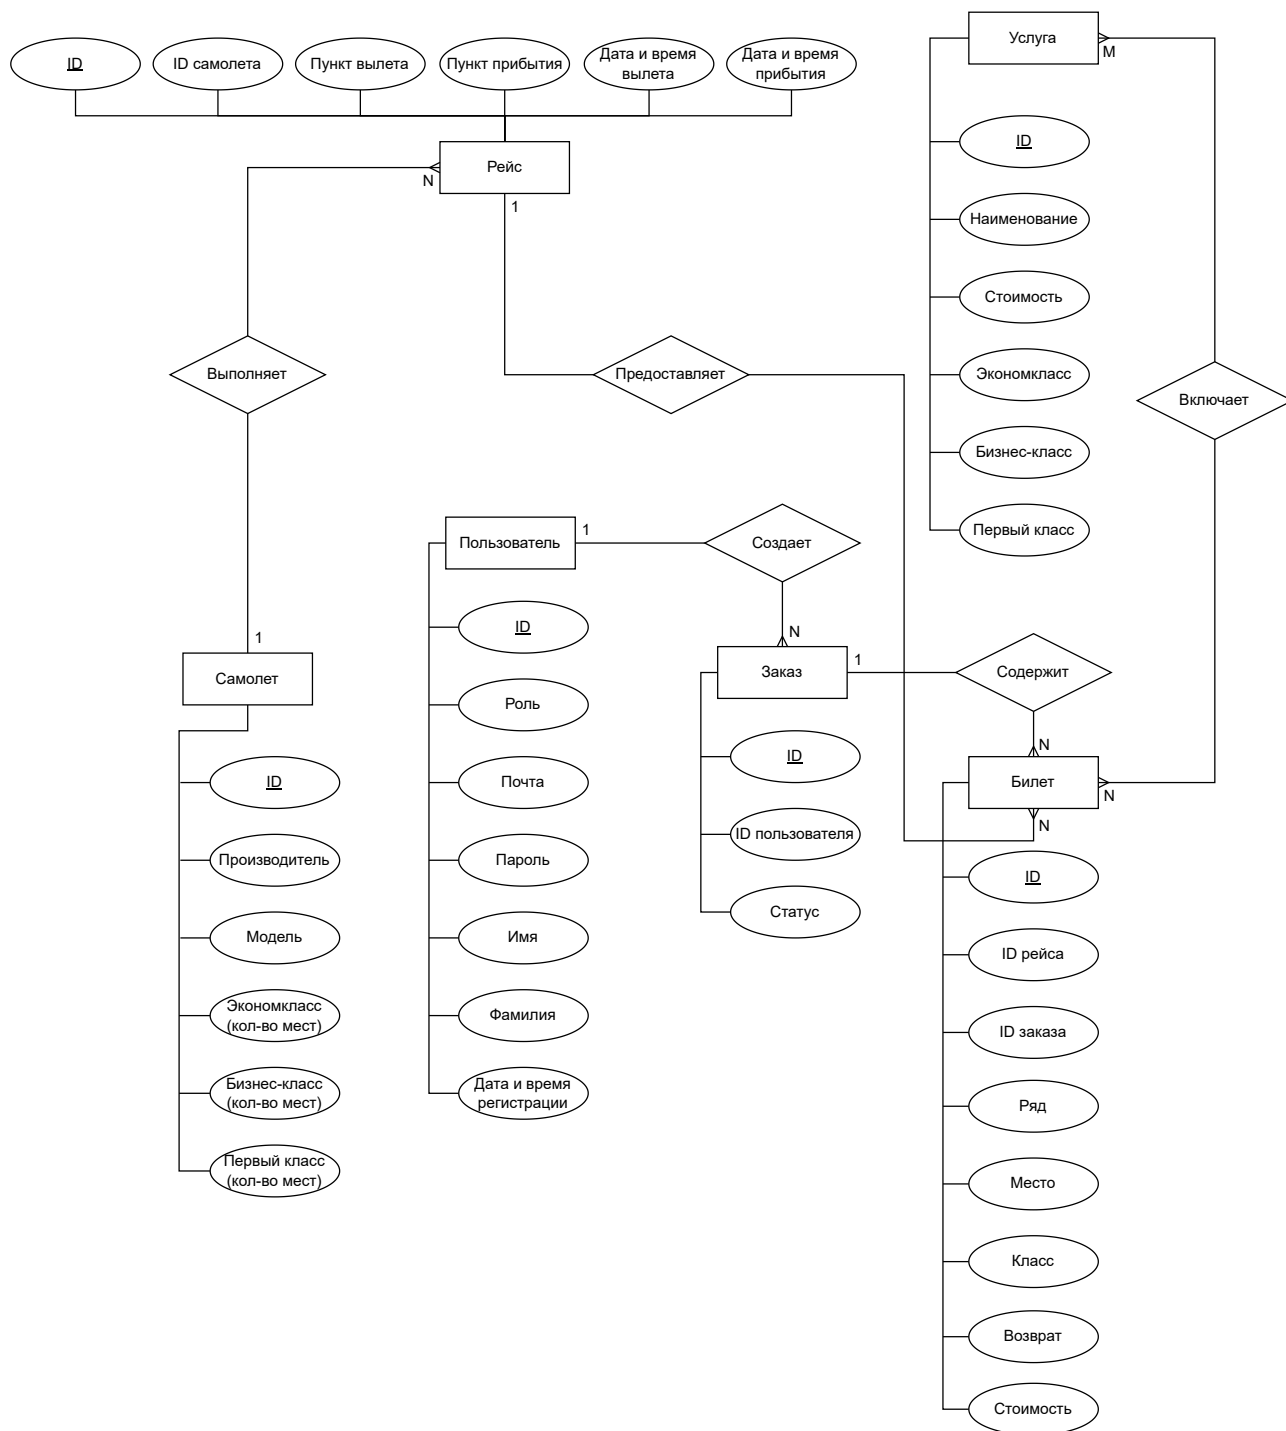 Услуга
M
ID
ID самолета
Пункт вылета
Пункт прибытия
Дата и время
вылета
Дата и время
прибытия
Рейс
N
1
ID
Наименование
Стоимость
Экономкласс
Бизнес-класс
Первый класс
Включает
Выполняет
Предоставляет
Пользователь
1
Создает
N
Заказ
1
Содержит
N
Билет
N
N
1
Самолет
ID
Производитель
Модель
Экономкласс
(кол-во мест)
Бизнес-класс
(кол-во мест)
Первый класс
(кол-во мест)
ID
Роль
Почта
Пароль
Имя
Фамилия
Дата и время
регистрации
ID
ID пользователя
Статус
ID
ID рейса
ID заказа
Ряд
Место
Класс
Возврат
Стоимость